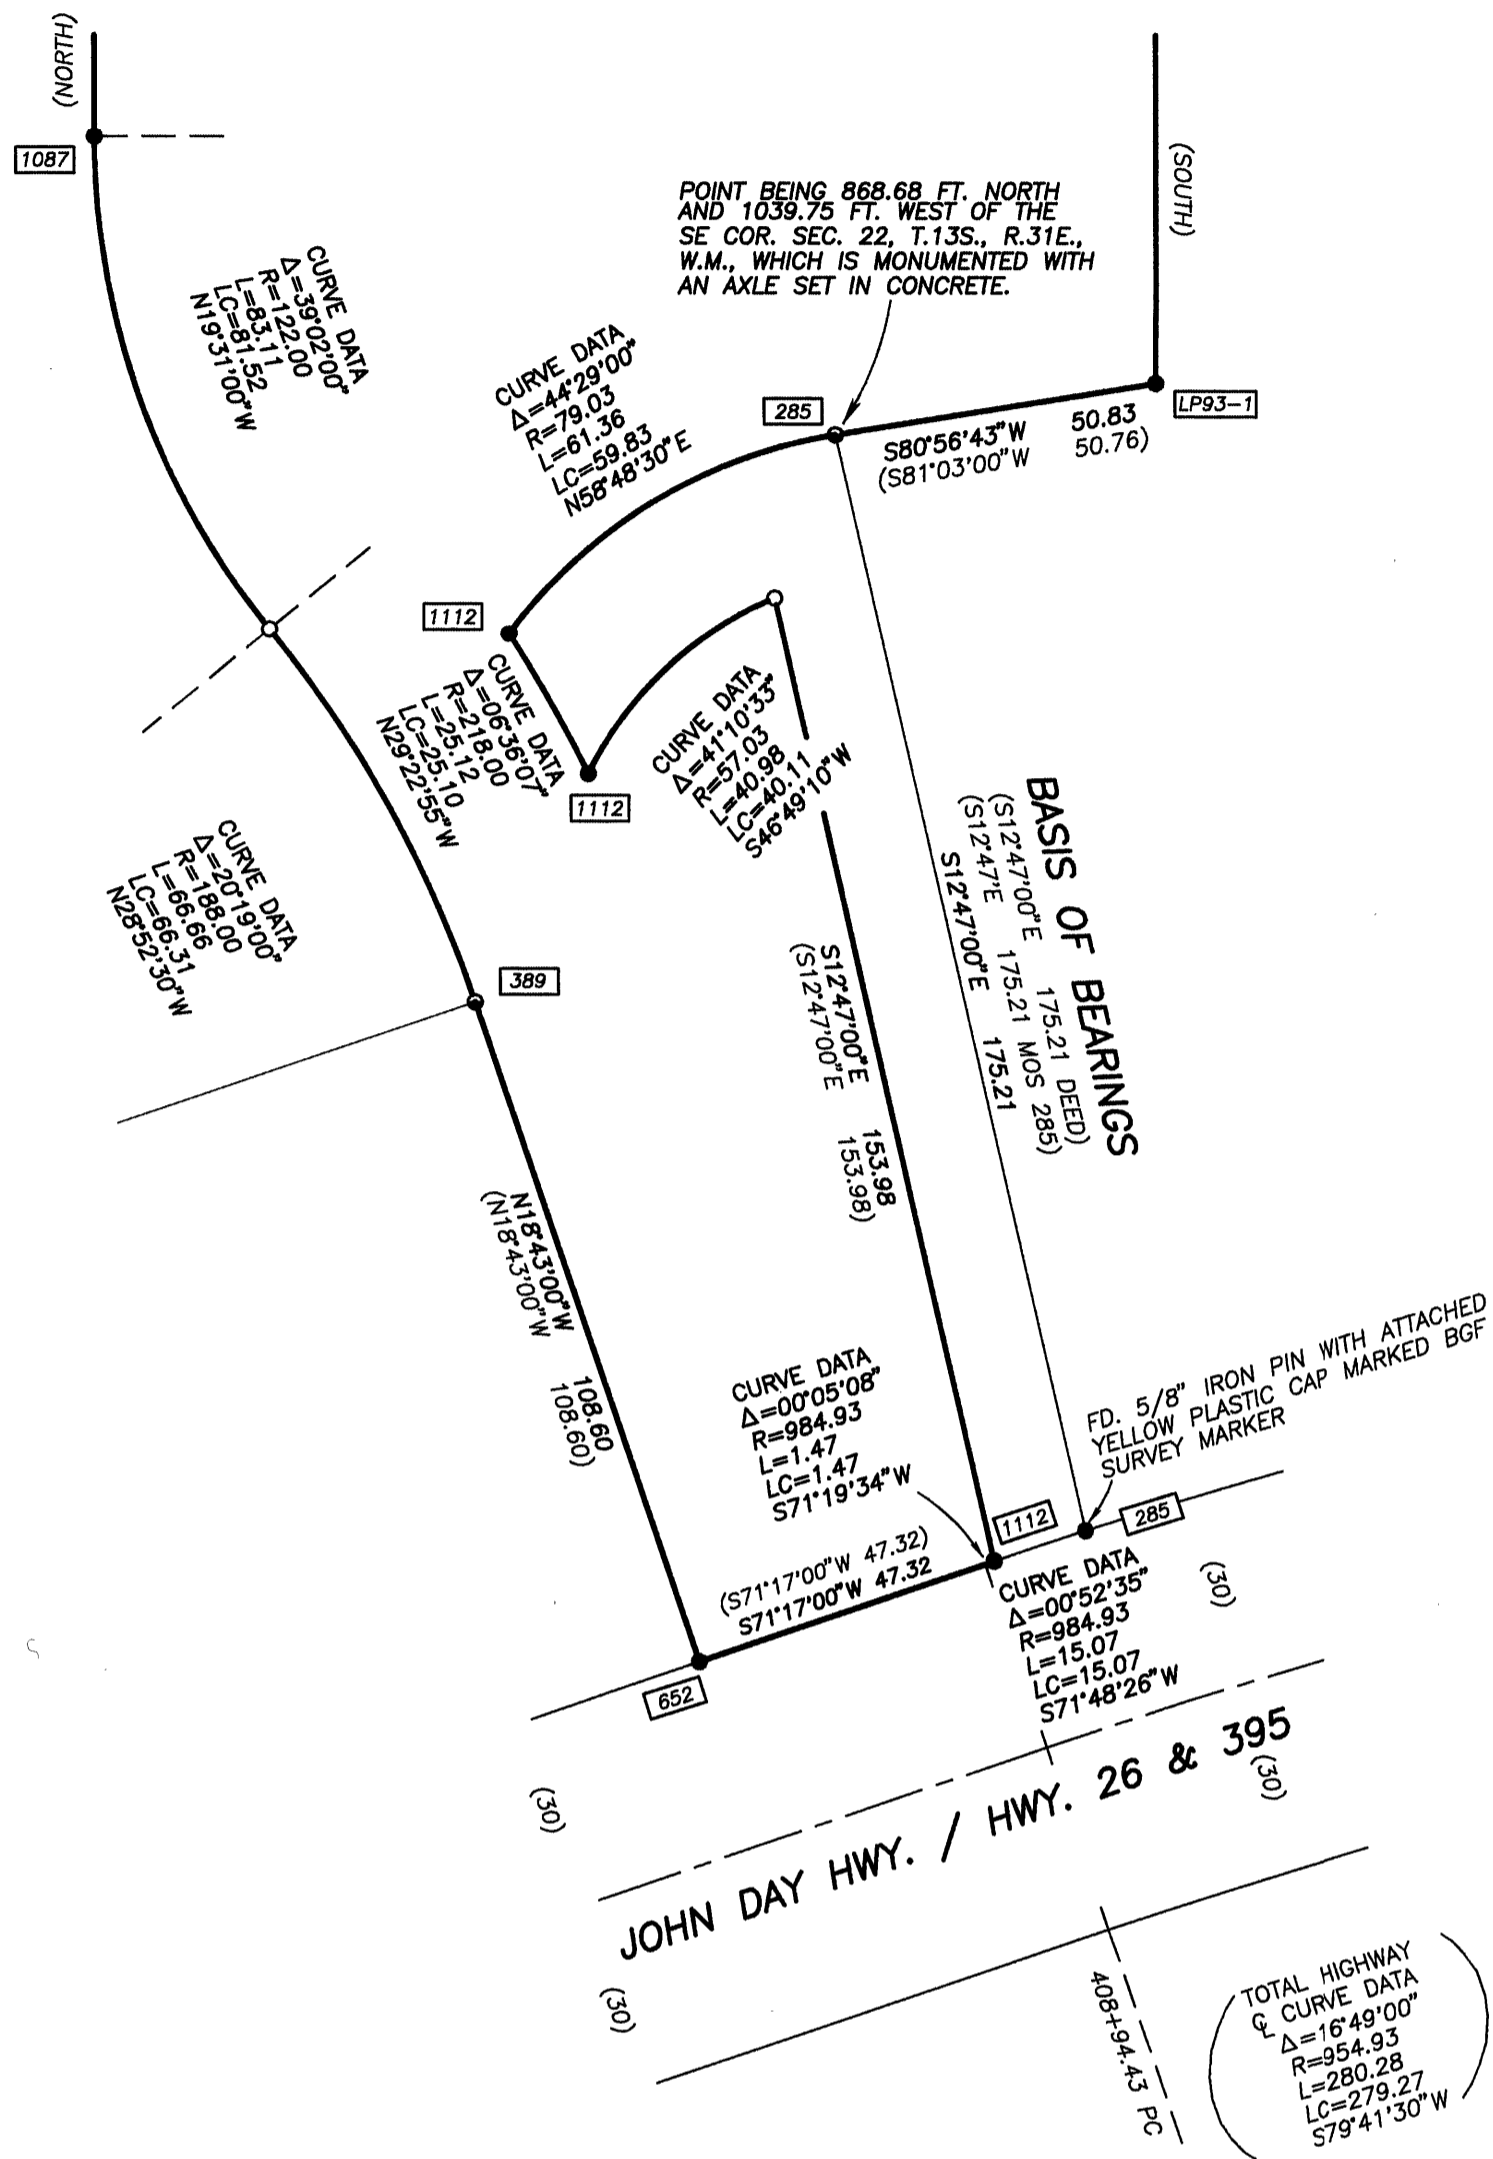 (NORTH)
1087
(SOUTH)
POINT BEING 868.68 FT. NORTH
AND 1039.75 FT. WEST OF THE
SE COR. SEC. 22, T.13S., R.31E.,
W.M., WHICH IS MONUMENTED WITH
AN AXLE SET IN CONCRETE.
CURVE DATA
Δ=39°02'00"
R=122.00
L=83.11
LC=81.52
N19°31'00"W
CURVE DATA
Δ=44°29'00"
R=79.03
L=61.36
LC=59.83
N58°48'30"E
285
LP93-1
S80°56'43"W 50.83
(S81°03'00"W 50.76)
1112
CURVE DATA
Δ=06°36'07"
R=218.00
L=25.12
LC=25.10
N29°22'55"W
1112
CURVE DATA
Δ=41°10'33"
R=57.03
L=40.98
LC=40.11
S46°49'10"W
BASIS OF BEARINGS
(S12°47'00"E 175.21 DEED)
(S12°47'E 175.21 MOS 285)
S12°47'00"E 175.21
CURVE DATA
Δ=20°19'00"
R=188.00
L=66.66
LC=66.31
N28°52'30"W
389
S12°47'00"E 153.98
(S12°47'00"E 153.98)
N18°43'00"W 108.60
(N18°43'00"W 108.60)
FD. 5/8" IRON PIN WITH ATTACHED
YELLOW PLASTIC CAP MARKED BGF
SURVEY MARKER
CURVE DATA
Δ=00°05'08"
R=984.93
L=1.47
LC=1.47
S71°19'34"W
1112
285
(S71°17'00"W 47.32)
S71°17'00"W 47.32
CURVE DATA
Δ=00°52'35"
R=984.93
L=15.07
LC=15.07
S71°48'26"W
(30)
652
(30)
JOHN DAY HWY. / HWY. 26 & 395
(30)
(30)
408+94.43 PC
TOTAL HIGHWAY
℄ CURVE DATA
Δ=16°49'00"
R=954.93
L=280.28
LC=279.27
S79°41'30"W